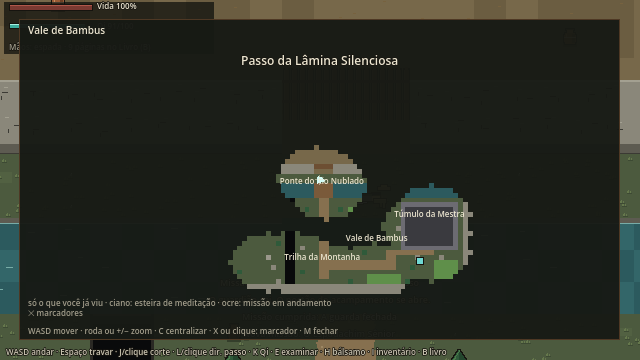 Vida 100%
Vale de Bambus
Passo da Lâmina Silenciosa
Ponte do Rio Nublado
Túmulo da Mestra
Vale de Bambus
Trilha da Montanha
só o que você já viu · ciano: esteira de meditação · ocre: missão em andamento
× marcadores
WASD mover · roda ou +/− zoom · C centralizar · X ou clique: marcador · M fechar
WASD andar · Espaço travar · J/clique corte · L/clique dir. passo · K Qi · E examinar · H bálsamo · I inventário · B livro